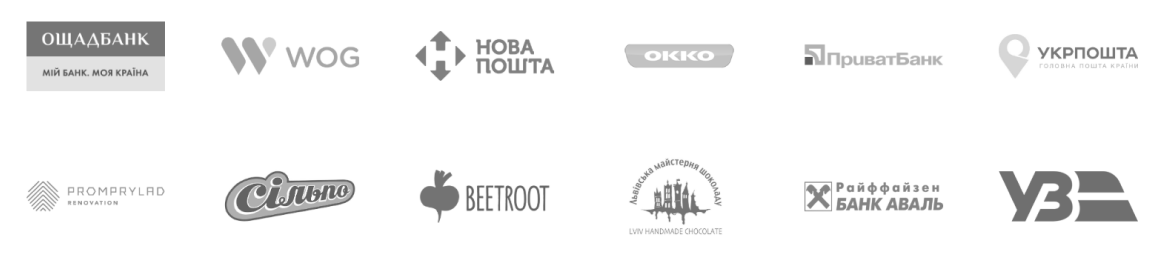 ОЩАДБАНК
МІЙ БАНК. МОЯ КРАЇНА
WOG
НОВА
ПОШТА
ОККО
ПриватБанк
УКРПОШТА
ГОЛОВНА ПОШТА КРАЇНИ
PROMPRYLAD
RENOVATION
Сільпо
BEETROOT
Львівська майстерня шоколаду
LVIV HANDMADE CHOCOLATE
Райффайзен
БАНК АВАЛЬ
УЗ